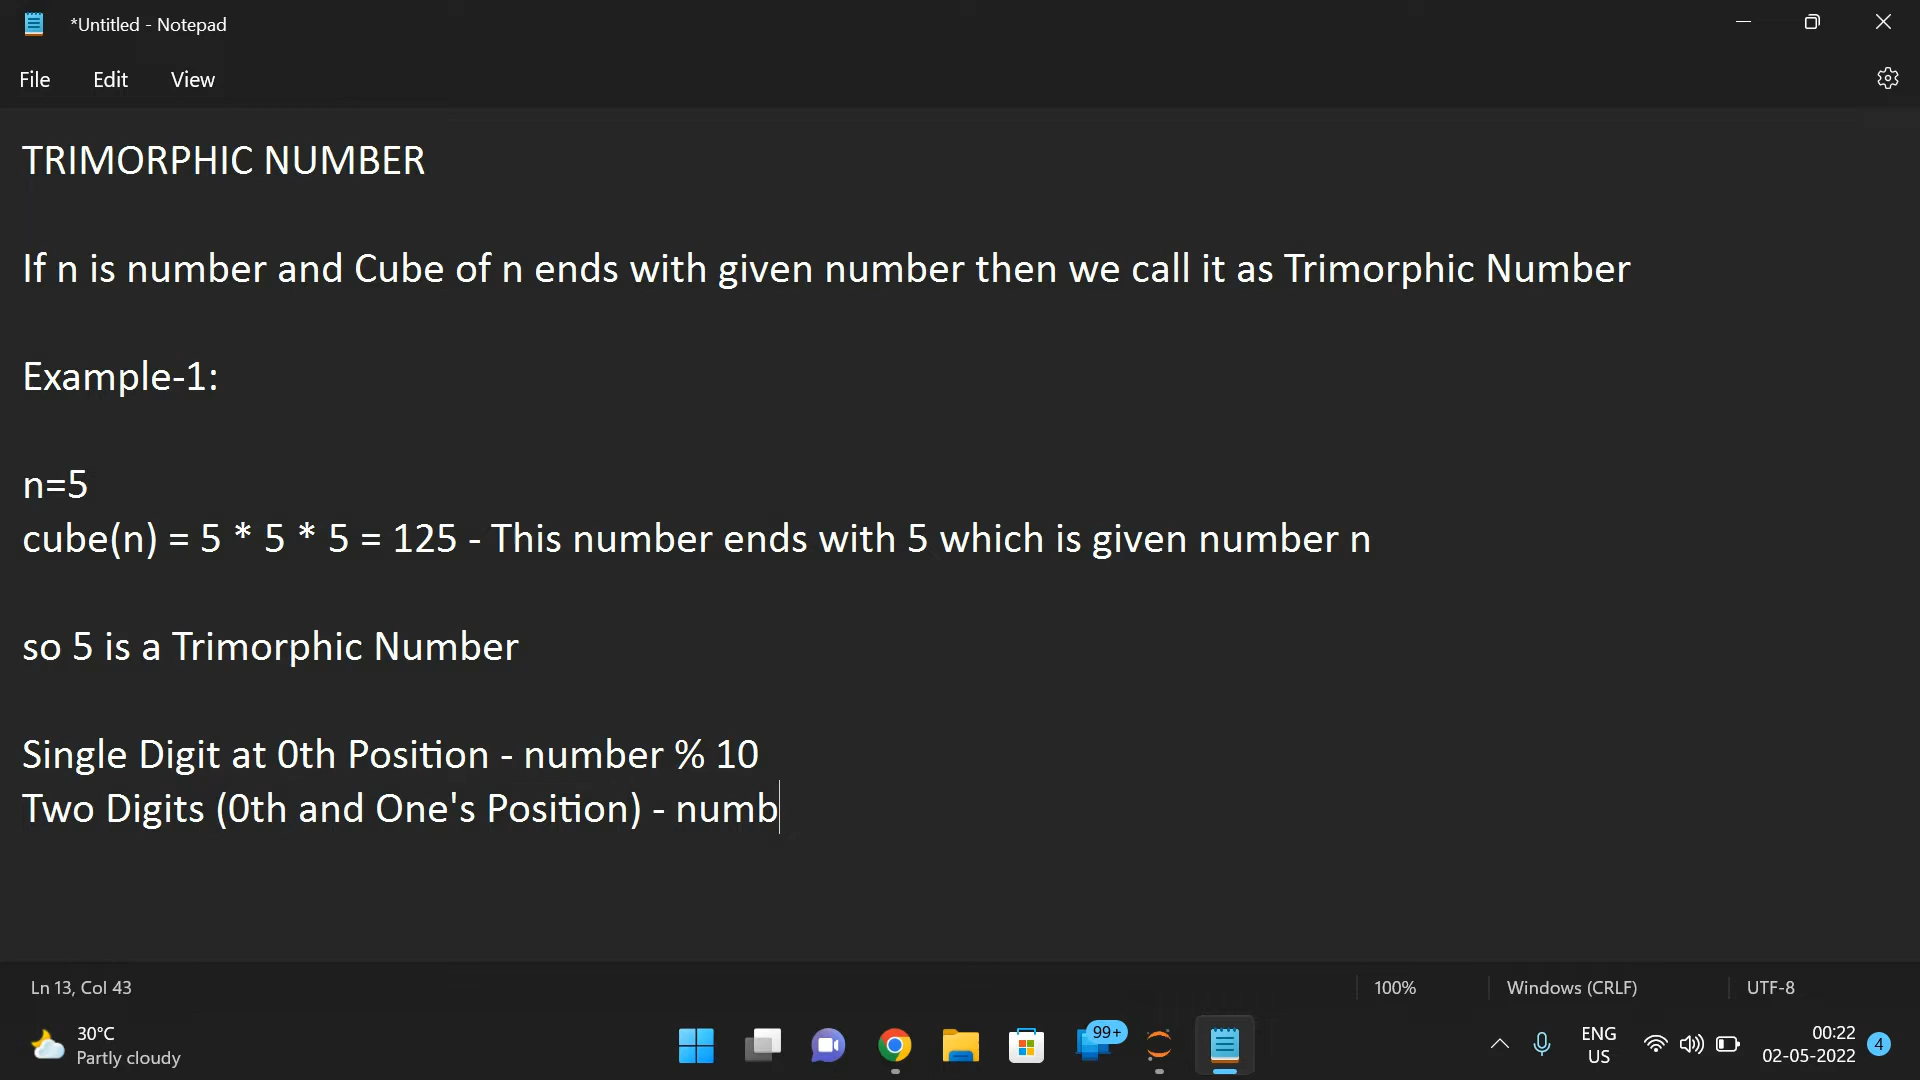 *Untitled - Notepad
File Edit View
TRIMORPHIC NUMBER
If n is number and Cube of n ends with given number then we call it as Trimorphic Number
Example-1:
n=5
cube(n) = 5 * 5 * 5 = 125 - This number ends with 5 which is given number n
so 5 is a Trimorphic Number
Single Digit at 0th Position - number % 10
Two Digits (0th and One's Position) - numb
Ln 13, Col 43 100% Windows (CRLF) UTF-8
30°C
Partly cloudy
99+
ENG
US
00:22
02-05-2022
4